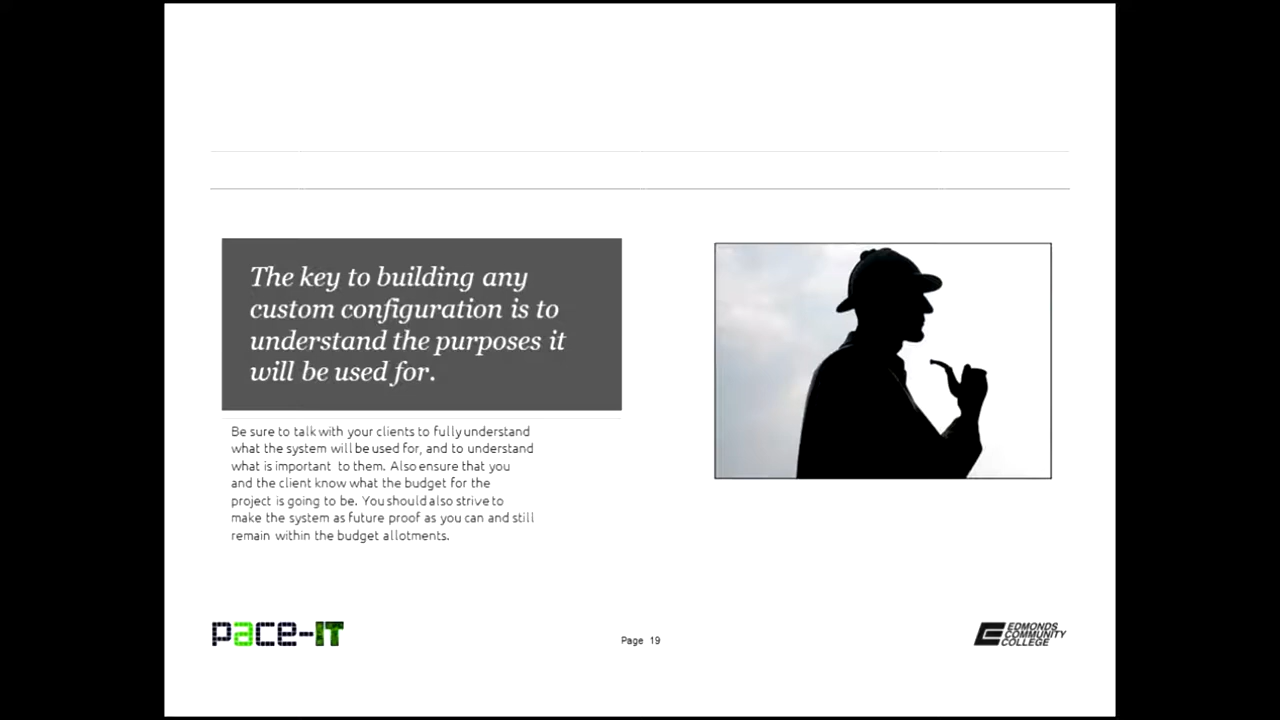 The key to building any
custom configuration is to
understand the purposes it
will be used for.
Be sure to talk with your clients to fully understand
what the system will be used for, and to understand
what is important to them. Also ensure that you
and the client know what the budget for the
project is going to be. You should also strive to
make the system as future proof as you can and still
remain within the budget allotments.
pace-IT
Page 19
EDMONDS
COMMUNITY
COLLEGE